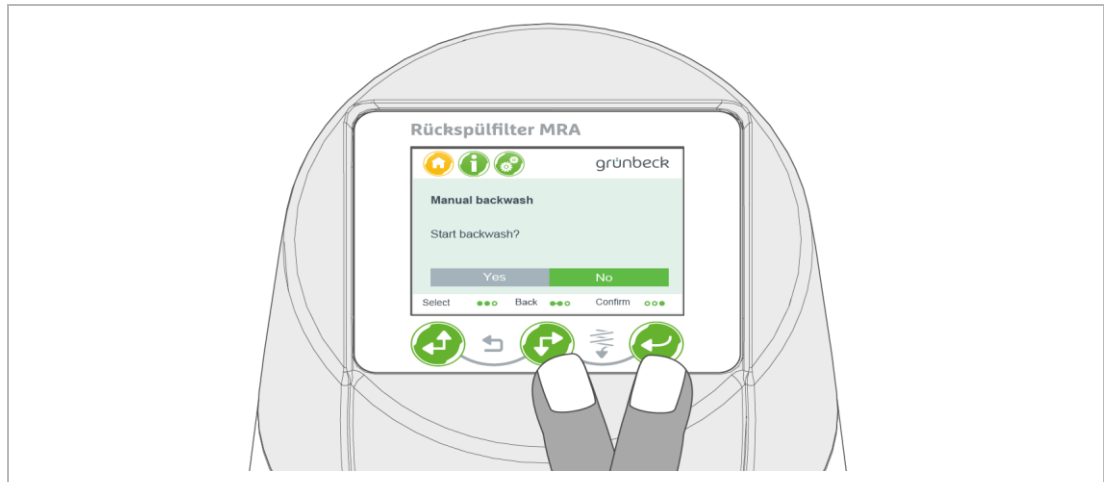 Rückspülfilter MRA
grünbeck
Manual backwash
Start backwash?
Yes No
Select Back Confirm